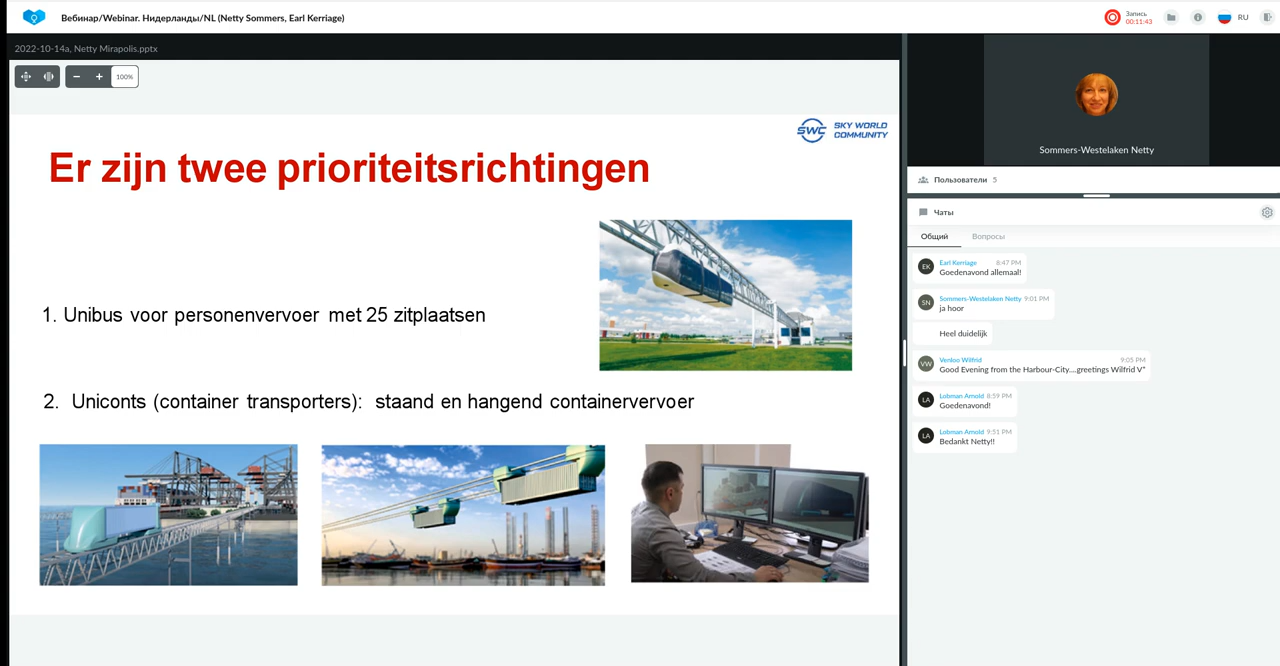 Вебинар/Webinar. Нидерланды/NL (Netty Sommers, Earl Kerriage)
Запись
00:11:43
RU
2022-10-14a, Netty Mirapolis.pptx
100%
SWC SKY WORLD
COMMUNITY
Er zijn twee prioriteitsrichtingen
1. Unibus voor personenvervoer met 25 zitplaatsen
2. Uniconts (container transporters): staand en hangend containervervoer
Sommers-Westelaken Netty
Пользователи 5
Чаты
Общий Вопросы
EK Earl Kerriage 8:47 PM
Goedenavond allemaal!
SN Sommers-Westelaken Netty 9:01 PM
ja hoor
Heel duidelijk
VW Venloo Wilfrid 9:05 PM
Good Evening from the Harbour-City....greetings Wilfrid V"
LA Lobman Arnold 8:59 PM
Goedenavond!
LA Lobman Arnold 9:51 PM
Bedankt Netty!!